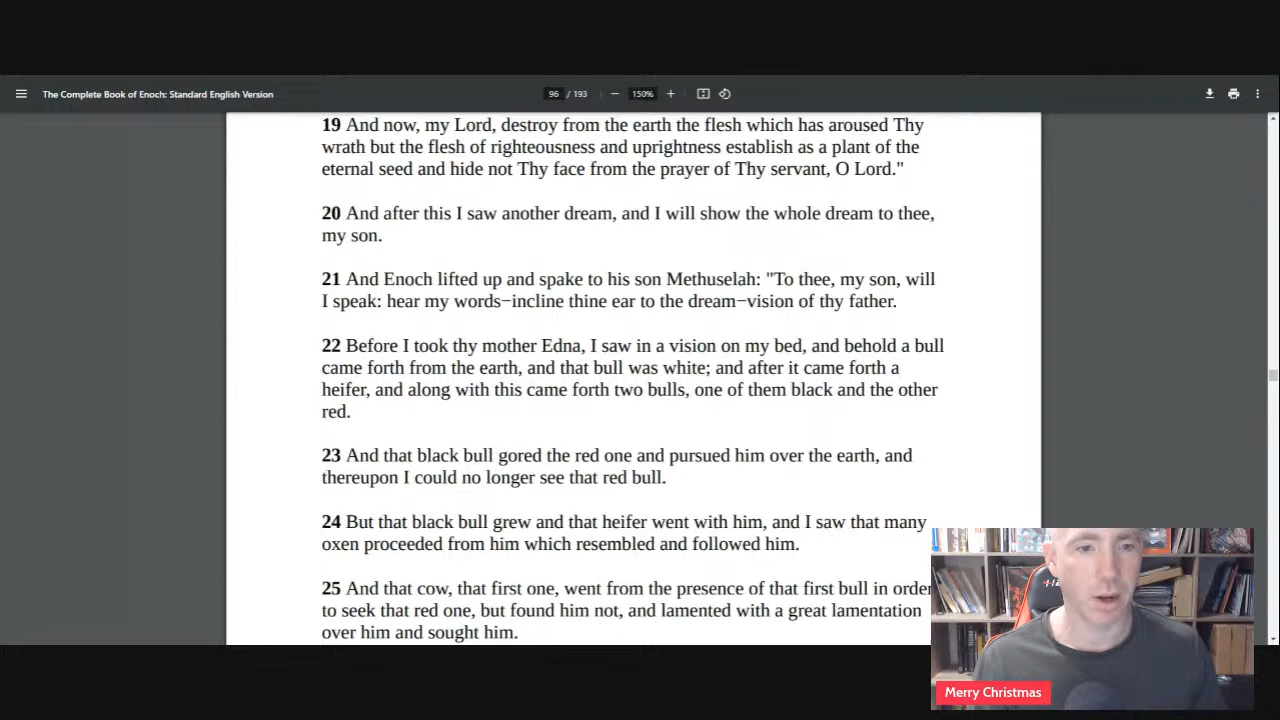 The Complete Book of Enoch: Standard English Version
96 / 193
150%
19 And now, my Lord, destroy from the earth the flesh which has aroused Thy
wrath but the flesh of righteousness and uprightness establish as a plant of the
eternal seed and hide not Thy face from the prayer of Thy servant, O Lord."
20 And after this I saw another dream, and I will show the whole dream to thee,
my son.
21 And Enoch lifted up and spake to his son Methuselah: "To thee, my son, will
I speak: hear my words−incline thine ear to the dream−vision of thy father.
22 Before I took thy mother Edna, I saw in a vision on my bed, and behold a bull
came forth from the earth, and that bull was white; and after it came forth a
heifer, and along with this came forth two bulls, one of them black and the other
red.
23 And that black bull gored the red one and pursued him over the earth, and
thereupon I could no longer see that red bull.
24 But that black bull grew and that heifer went with him, and I saw that many
oxen proceeded from him which resembled and followed him.
25 And that cow, that first one, went from the presence of that first bull in order
to seek that red one, but found him not, and lamented with a great lamentation
over him and sought him.
Merry Christmas